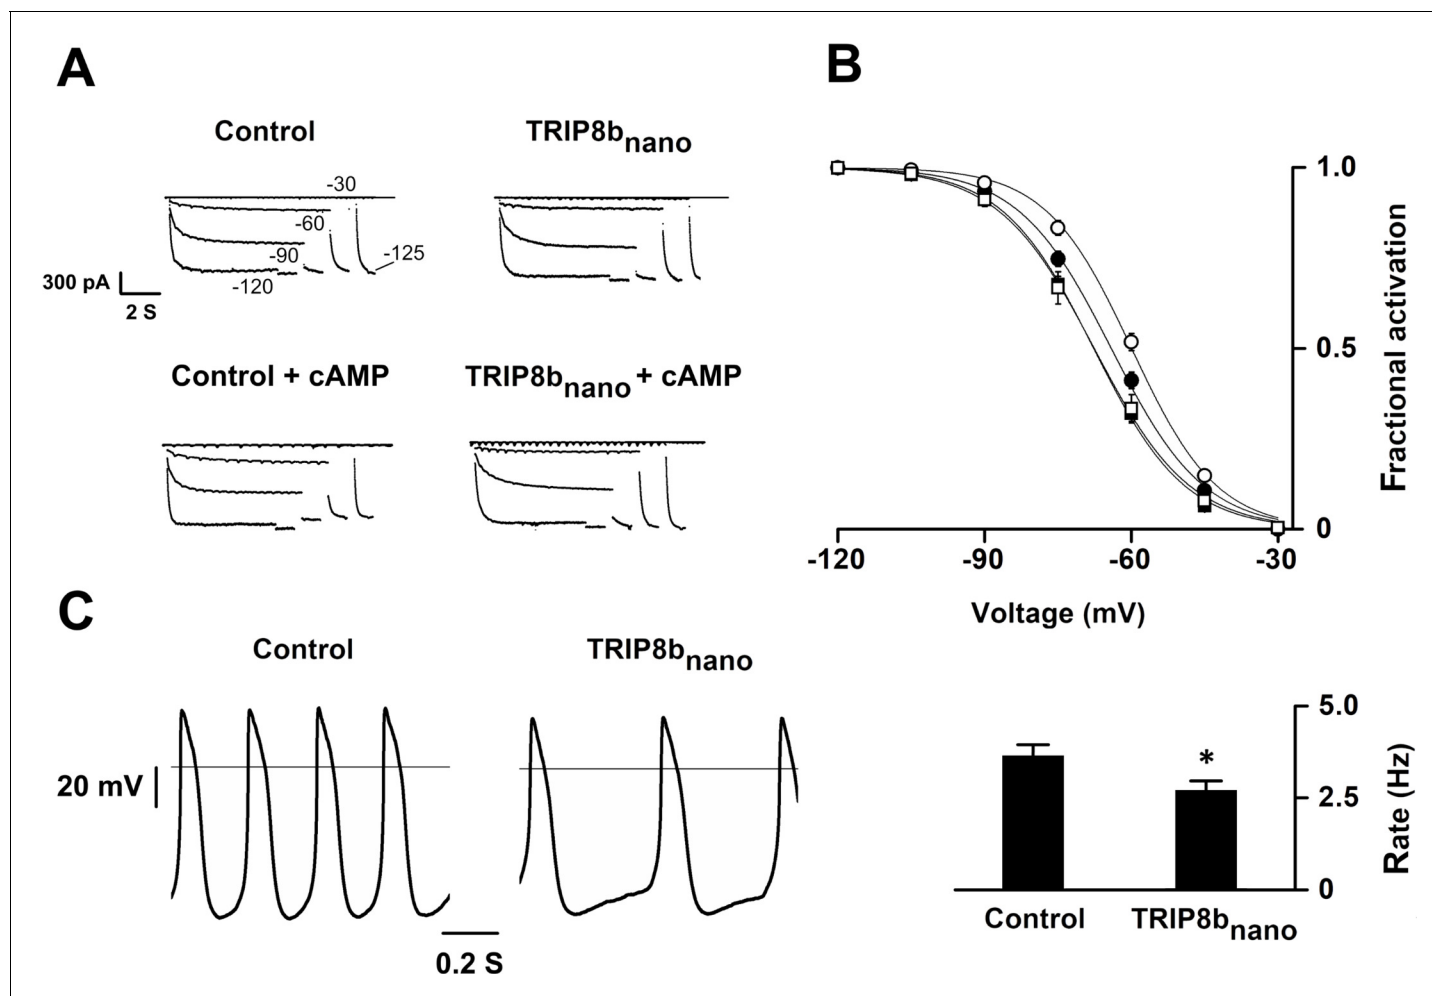 A
Control
TRIP8bnano
-30
-60
-90
-125
-120
300 pA
2 S
Control + cAMP
TRIP8bnano + cAMP
B
1.0
0.5
0
Fractional activation
-120
-90
-60
-30
Voltage (mV)
C
Control
TRIP8bnano
20 mV
0.2 S
5.0
*
2.5
0
Rate (Hz)
Control
TRIP8bnano